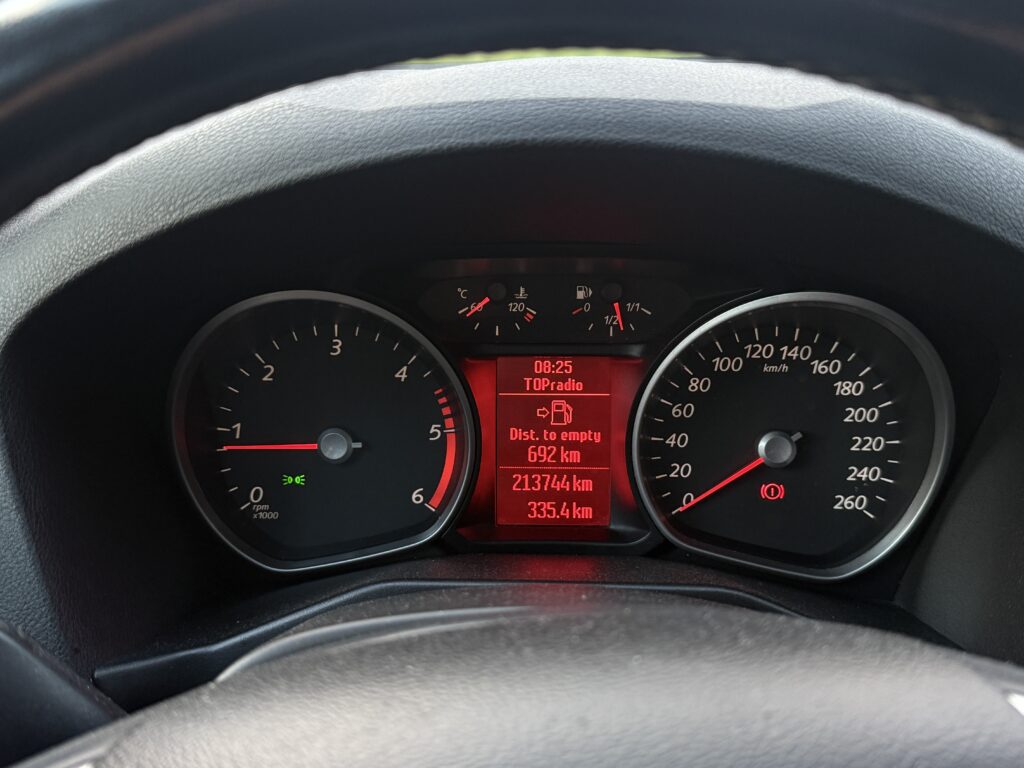 °C 60 120
0 1/2 1/1
0 1 2 3 4 5 6
rpm
x1000
08:25
TOPradio
Dist. to empty
692 km
213744 km
335.4 km
0 20 40 60 80 100 120 140 160 180 200 220 240 260
km/h